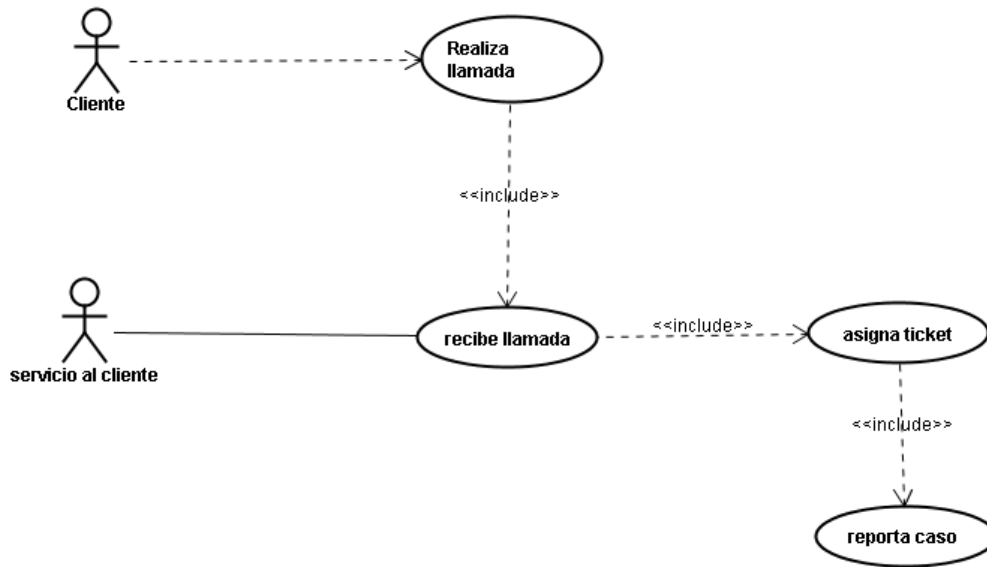 Realiza
llamada
Cliente
<<include>>
servicio al cliente
recibe llamada
<<include>>
asigna ticket
<<include>>
reporta caso